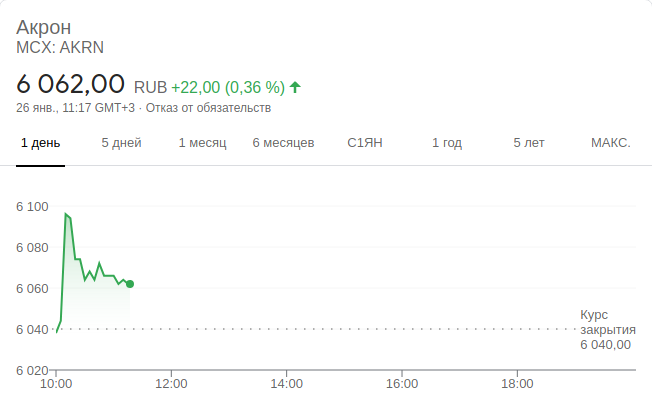 Акрон
MCX: AKRN
6 062,00 RUB +22,00 (0,36 %)
26 янв., 11:17 GMT+3 · Отказ от обязательств
1 день 5 дней 1 месяц 6 месяцев С1ЯН 1 год 5 лет МАКС.
6 100
6 080
6 060
6 040
6 020
Курс
закрытия
6 040,00
10:00 12:00 14:00 16:00 18:00